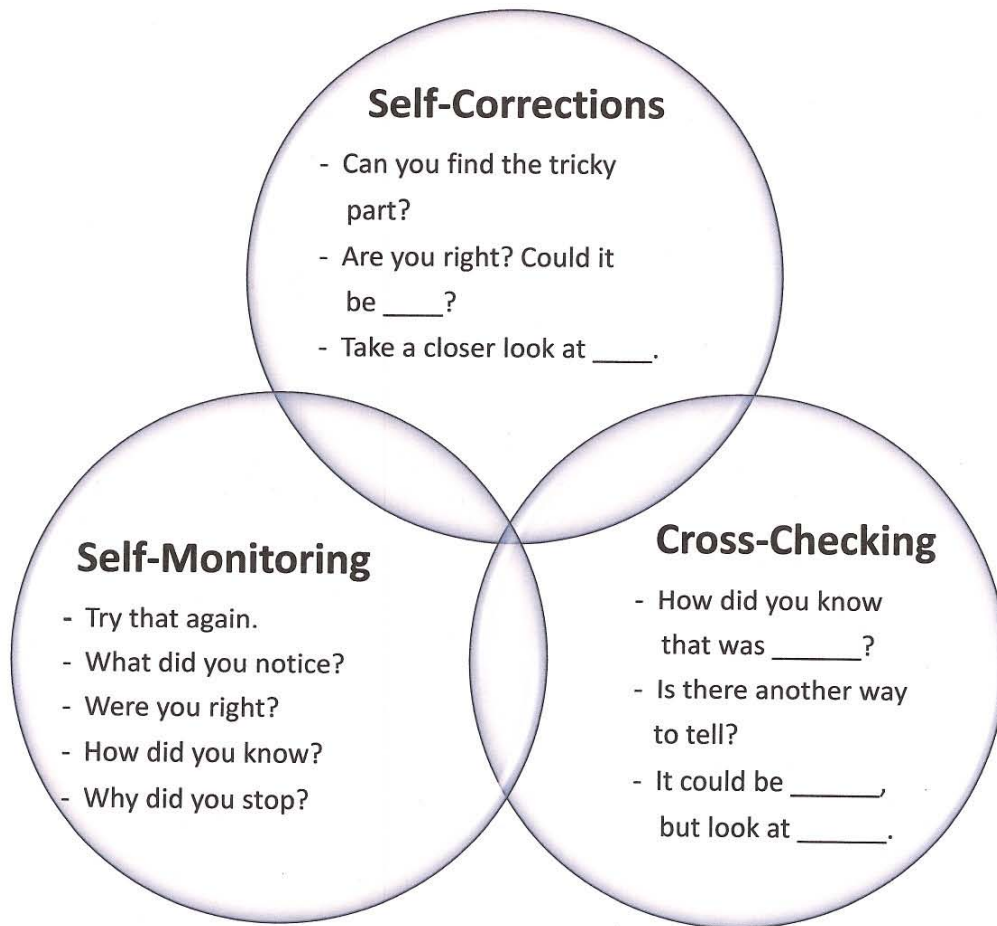 Self-Corrections
- Can you find the tricky
part?
- Are you right? Could it
be ____?
- Take a closer look at ____.
Self-Monitoring
- Try that again.
- What did you notice?
- Were you right?
- How did you know?
- Why did you stop?
Cross-Checking
- How did you know
that was ______?
- Is there another way
to tell?
- It could be ______,
but look at ______.